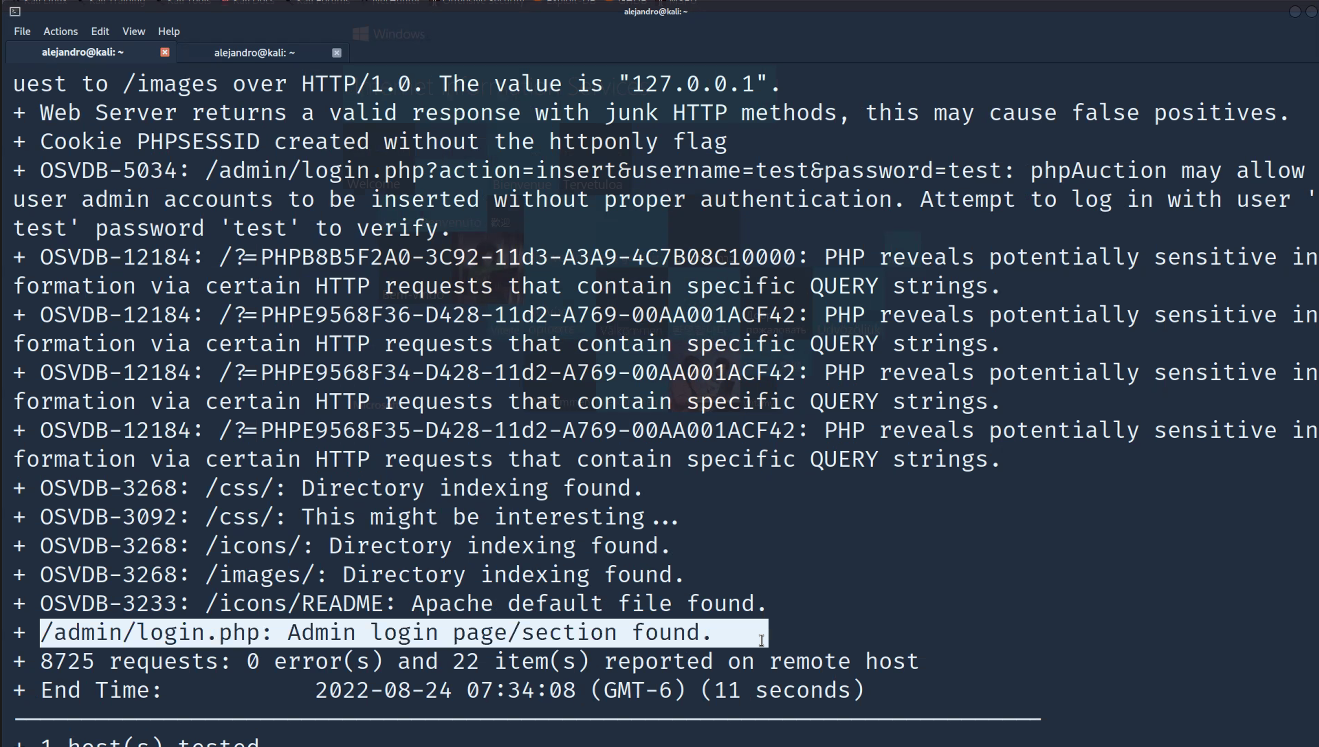 alejandro@kali: ~
File Actions Edit View Help
alejandro@kali: ~ alejandro@kali: ~
Windows
uest to /images over HTTP/1.0. The value is "127.0.0.1".
+ Web Server returns a valid response with junk HTTP methods, this may cause false positives.
+ Cookie PHPSESSID created without the httponly flag
+ OSVDB-5034: /admin/login.php?action=insert&username=test&password=test: phpAuction may allow
user admin accounts to be inserted without proper authentication. Attempt to log in with user '
test' password 'test' to verify.
+ OSVDB-12184: /?=PHPB8B5F2A0-3C92-11d3-A3A9-4C7B08C10000: PHP reveals potentially sensitive in
formation via certain HTTP requests that contain specific QUERY strings.
+ OSVDB-12184: /?=PHPE9568F36-D428-11d2-A769-00AA001ACF42: PHP reveals potentially sensitive in
formation via certain HTTP requests that contain specific QUERY strings.
+ OSVDB-12184: /?=PHPE9568F34-D428-11d2-A769-00AA001ACF42: PHP reveals potentially sensitive in
formation via certain HTTP requests that contain specific QUERY strings.
+ OSVDB-12184: /?=PHPE9568F35-D428-11d2-A769-00AA001ACF42: PHP reveals potentially sensitive in
formation via certain HTTP requests that contain specific QUERY strings.
+ OSVDB-3268: /css/: Directory indexing found.
+ OSVDB-3092: /css/: This might be interesting...
+ OSVDB-3268: /icons/: Directory indexing found.
+ OSVDB-3268: /images/: Directory indexing found.
+ OSVDB-3233: /icons/README: Apache default file found.
+ /admin/login.php: Admin login page/section found.
+ 8725 requests: 0 error(s) and 22 item(s) reported on remote host
+ End Time: 2022-08-24 07:34:08 (GMT-6) (11 seconds)
+ 1 host(s) tested